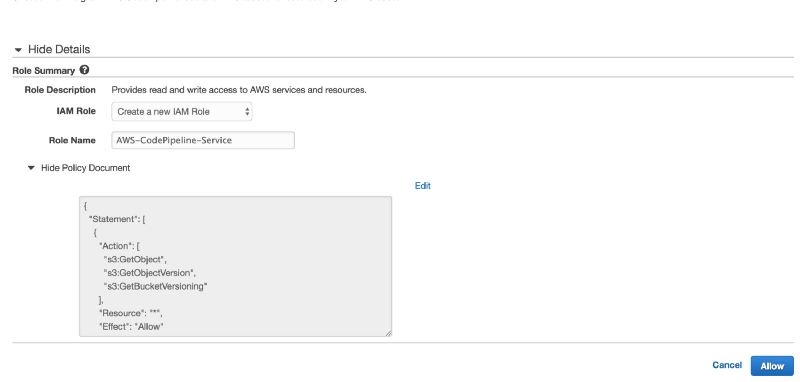 Hide Details
Role Summary
Role Description Provides read and write access to AWS services and resources.
IAM Role Create a new IAM Role
Role Name AWS-CodePipeline-Service
Hide Policy Document
Edit
{
"Statement": [
{
"Action": [
"s3:GetObject",
"s3:GetObjectVersion",
"s3:GetBucketVersioning"
],
"Resource": "*",
"Effect": "Allow"
Cancel Allow